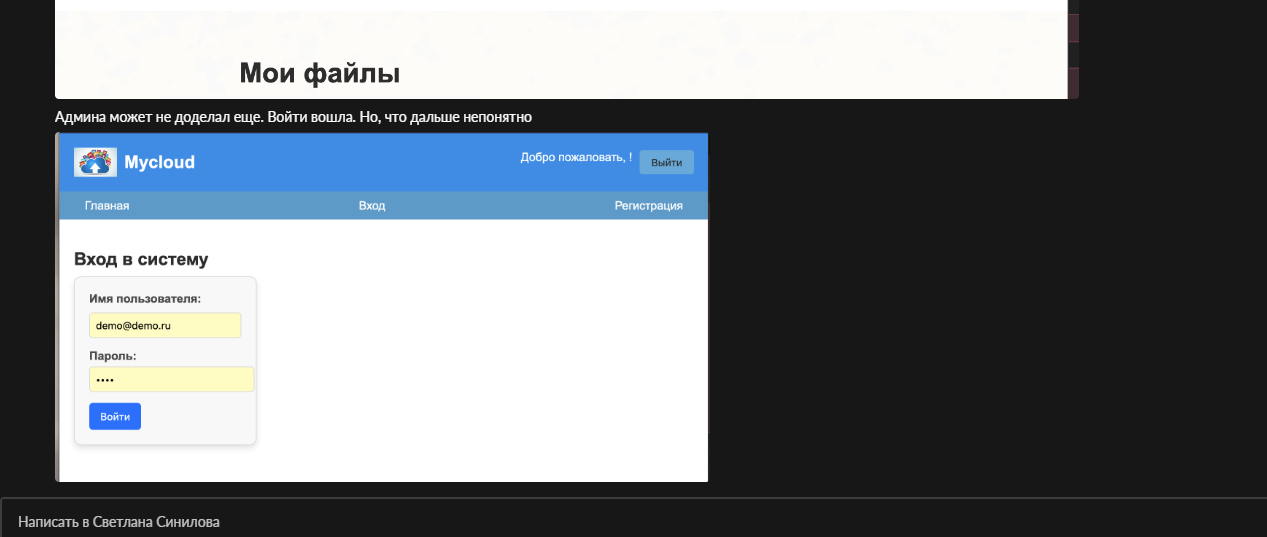 Мои файлы
Админа может не доделал еще. Войти вошла. Но, что дальше непонятно
Mycloud
Добро пожаловать, !
Выйти
Главная
Вход
Регистрация
Вход в систему
Имя пользователя:
demo@demo.ru
Пароль:
••••
Войти
Написать в Светлана Синилова